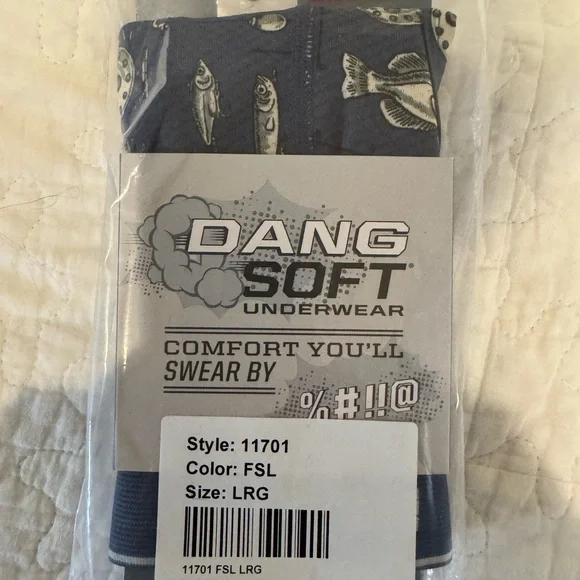 DANG
SOFT
UNDERWEAR
COMFORT YOU'LL
SWEAR BY
%#!!@
Style: 11701
Color: FSL
Size: LRG
11701 FSL LRG